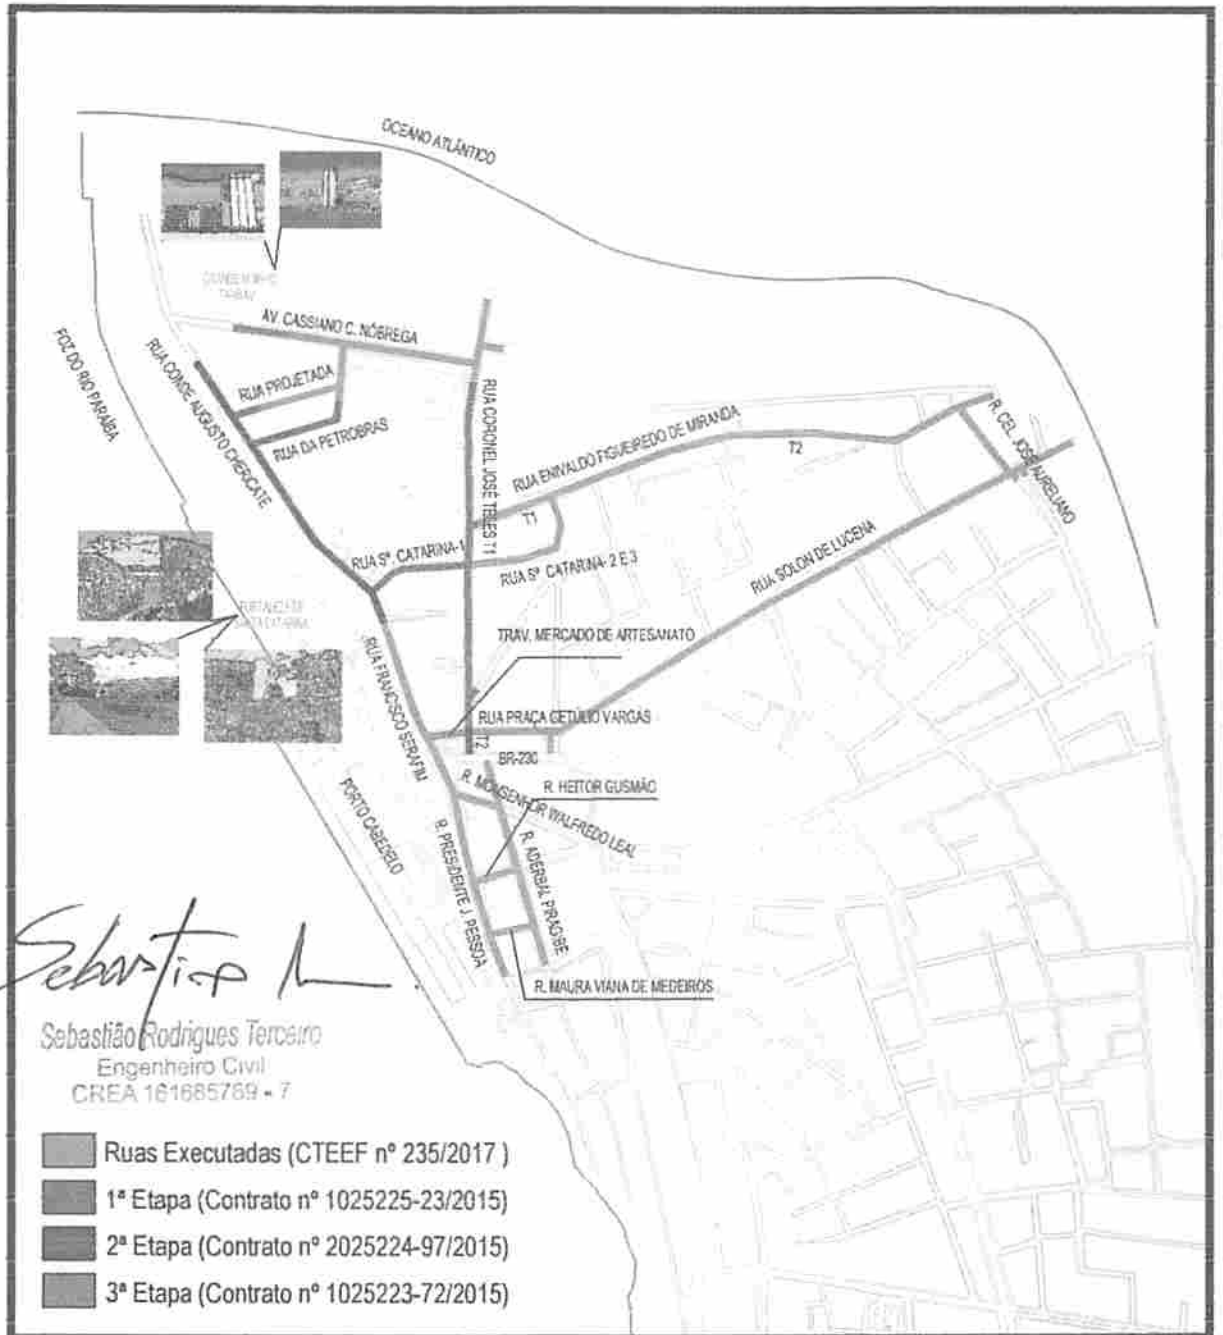 OCEANO ATLÂNTICO
FOZ DO RIO PARAÍBA
AV. CASSIANO C. NÓBREGA
RUA CONDE AUGUSTO CHERICATE
RUA PROJETADA
RUA DA PETROBRAS
RUA CORONEL JOSÉ TELES T1
RUA ENIVALDO FIGUEIREDO DE MIRANDA
T2
R. CEL JOSÉ AURELIANO
T1
RUA Sª. CATARINA-1
RUA Sª CATARINA- 2 E 3
RUA SOLON DE LUCENA
TRAV. MERCADO DE ARTESANATO
RUA FRANCISCO SERAFIM
RUA PRAÇA GETÚLIO VARGAS
T2
BR-230
R. HEITOR GUSMÃO
R. MONSENHOR WALFREDO LEAL
PORTO CABEDELO
R. PRESIDENTE J. PESSOA
R. ADERBAL PIRAGIBE
R. MAURA VIANA DE MEDEIROS
Sebastião Rodrigues Terceiro
Engenheiro Civil
CREA 161685769 - 7
Ruas Executadas (CTEEF nº 235/2017 )
1ª Etapa (Contrato nº 1025225-23/2015)
2ª Etapa (Contrato nº 2025224-97/2015)
3ª Etapa (Contrato nº 1025223-72/2015)